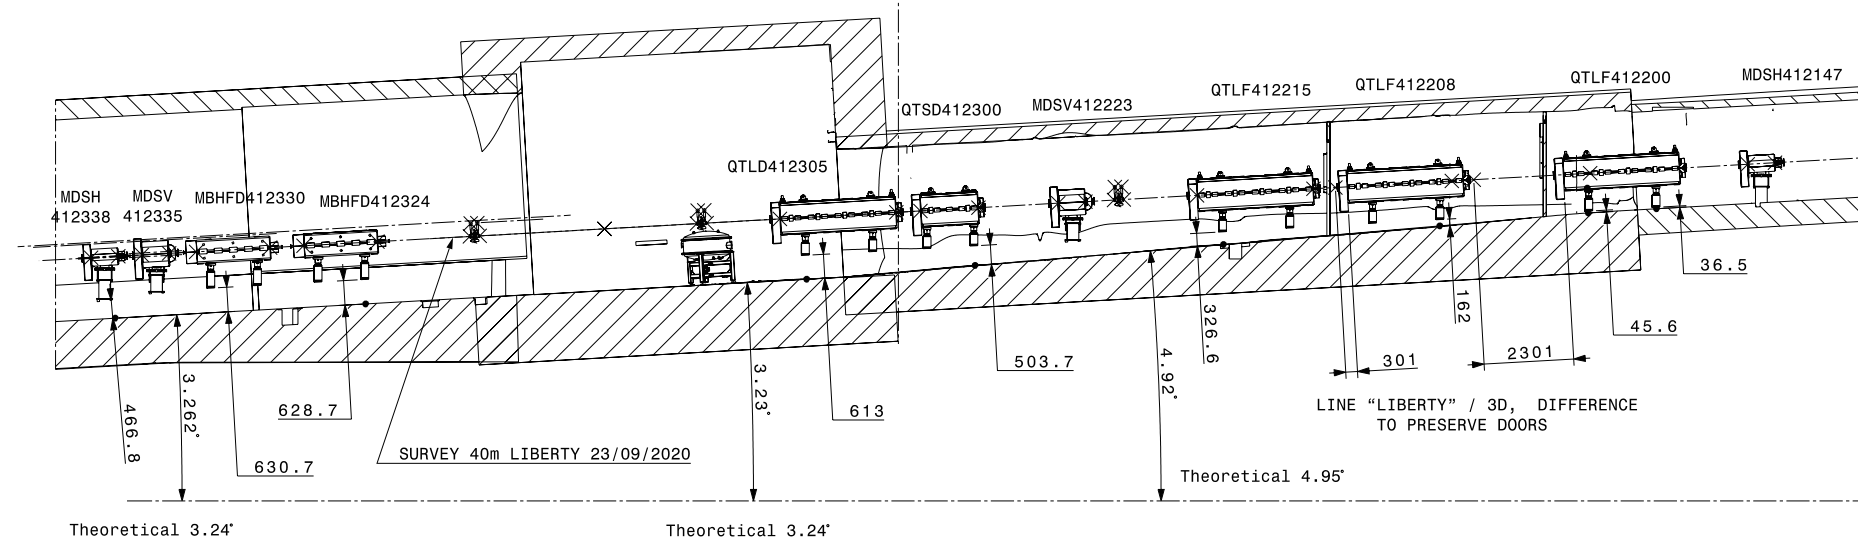 MDSH412147
QTLF412200
QTLF412208
QTLF412215
QTSD412300
MDSV412223
QTLD412305
MDSH
412338
MDSV
412335
MBHFD412330
MBHFD412324
36.5
45.6
162
326.6
301
2301
503.7
4.92°
3.23°
613
628.7
3.262°
466.8
630.7
LINE “LIBERTY” / 3D, DIFFERENCE
TO PRESERVE DOORS
SURVEY 40m LIBERTY 23/09/2020
Theoretical 4.95°
Theoretical 3.24°
Theoretical 3.24°